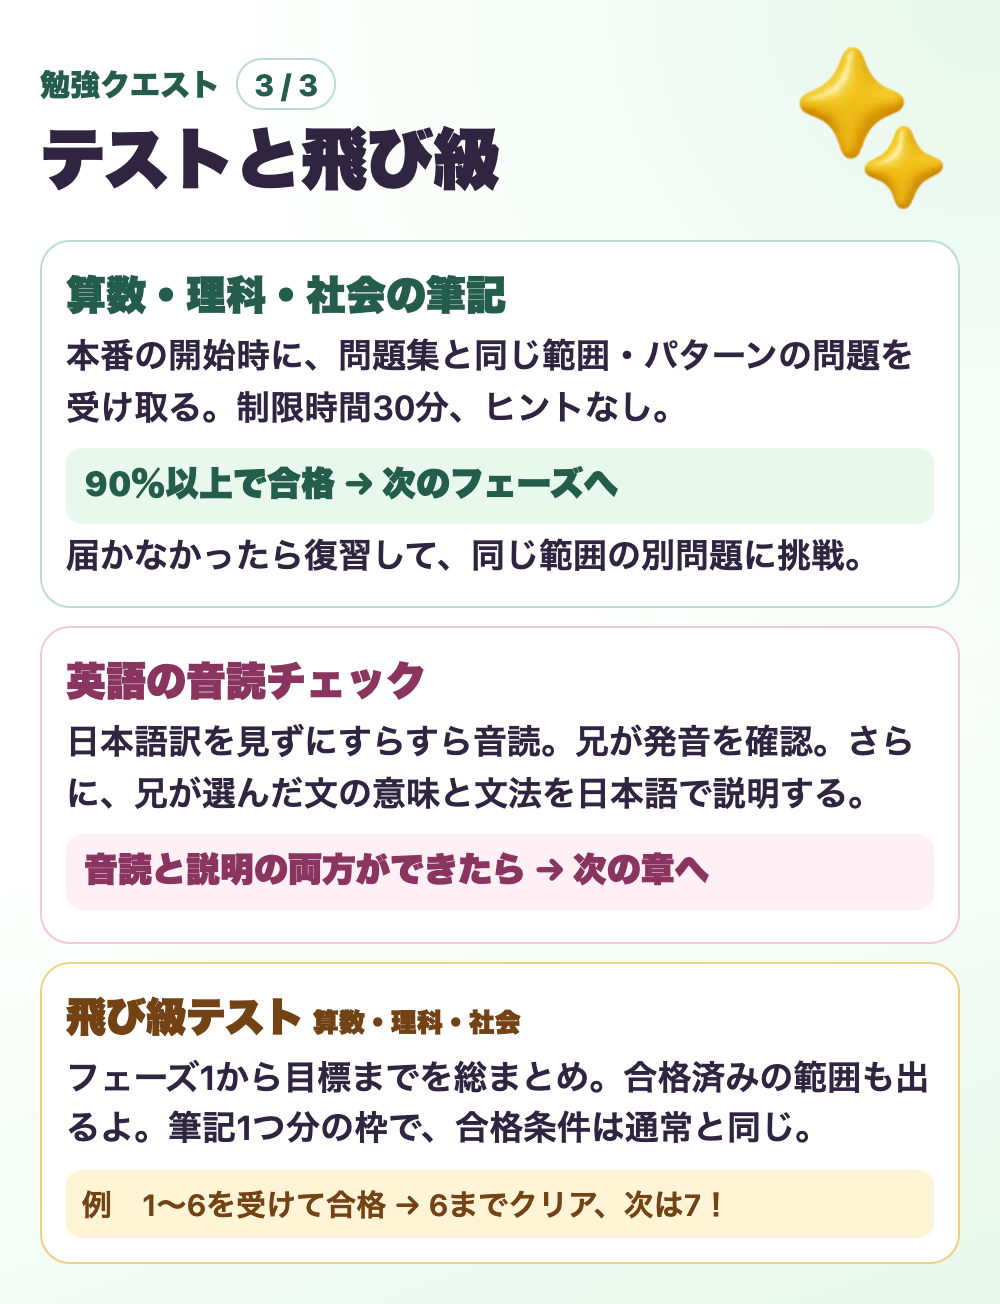 勉強クエスト 3 / 3
テストと飛び級
算数・理科・社会の筆記
本番の開始時に、問題集と同じ範囲・パターンの問題を
受け取る。制限時間30分、ヒントなし。
90%以上で合格 → 次のフェーズへ
届かなかったら復習して、同じ範囲の別問題に挑戦。
英語の音読チェック
日本語訳を見ずにすらすら音読。兄が発音を確認。さら
に、兄が選んだ文の意味と文法を日本語で説明する。
音読と説明の両方ができたら → 次の章へ
飛び級テスト 算数・理科・社会
フェーズ1から目標までを総まとめ。合格済みの範囲も出
るよ。筆記1つ分の枠で、合格条件は通常と同じ。
例　1〜6を受けて合格 → 6までクリア、次は7！